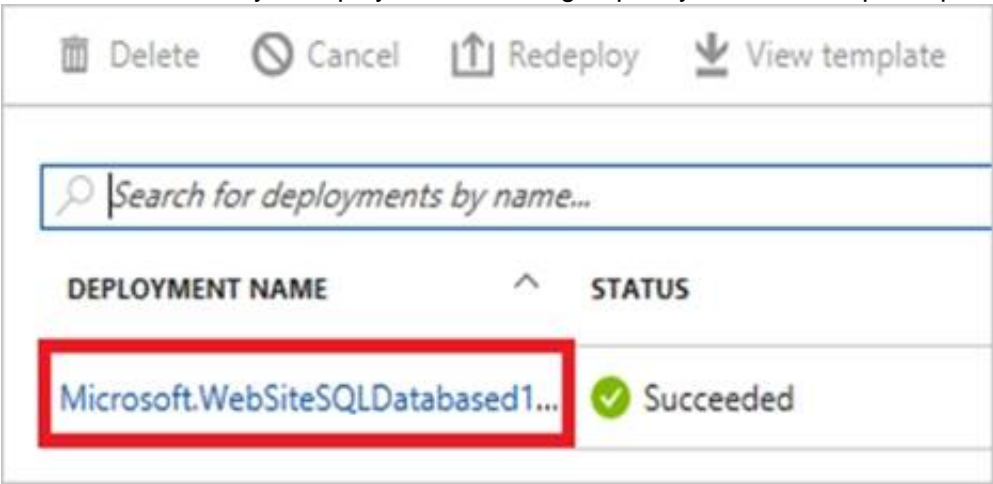 Delete Cancel Redeploy View template
Search for deployments by name...
DEPLOYMENT NAME STATUS
Microsoft.WebSiteSQLDatabased1... Succeeded